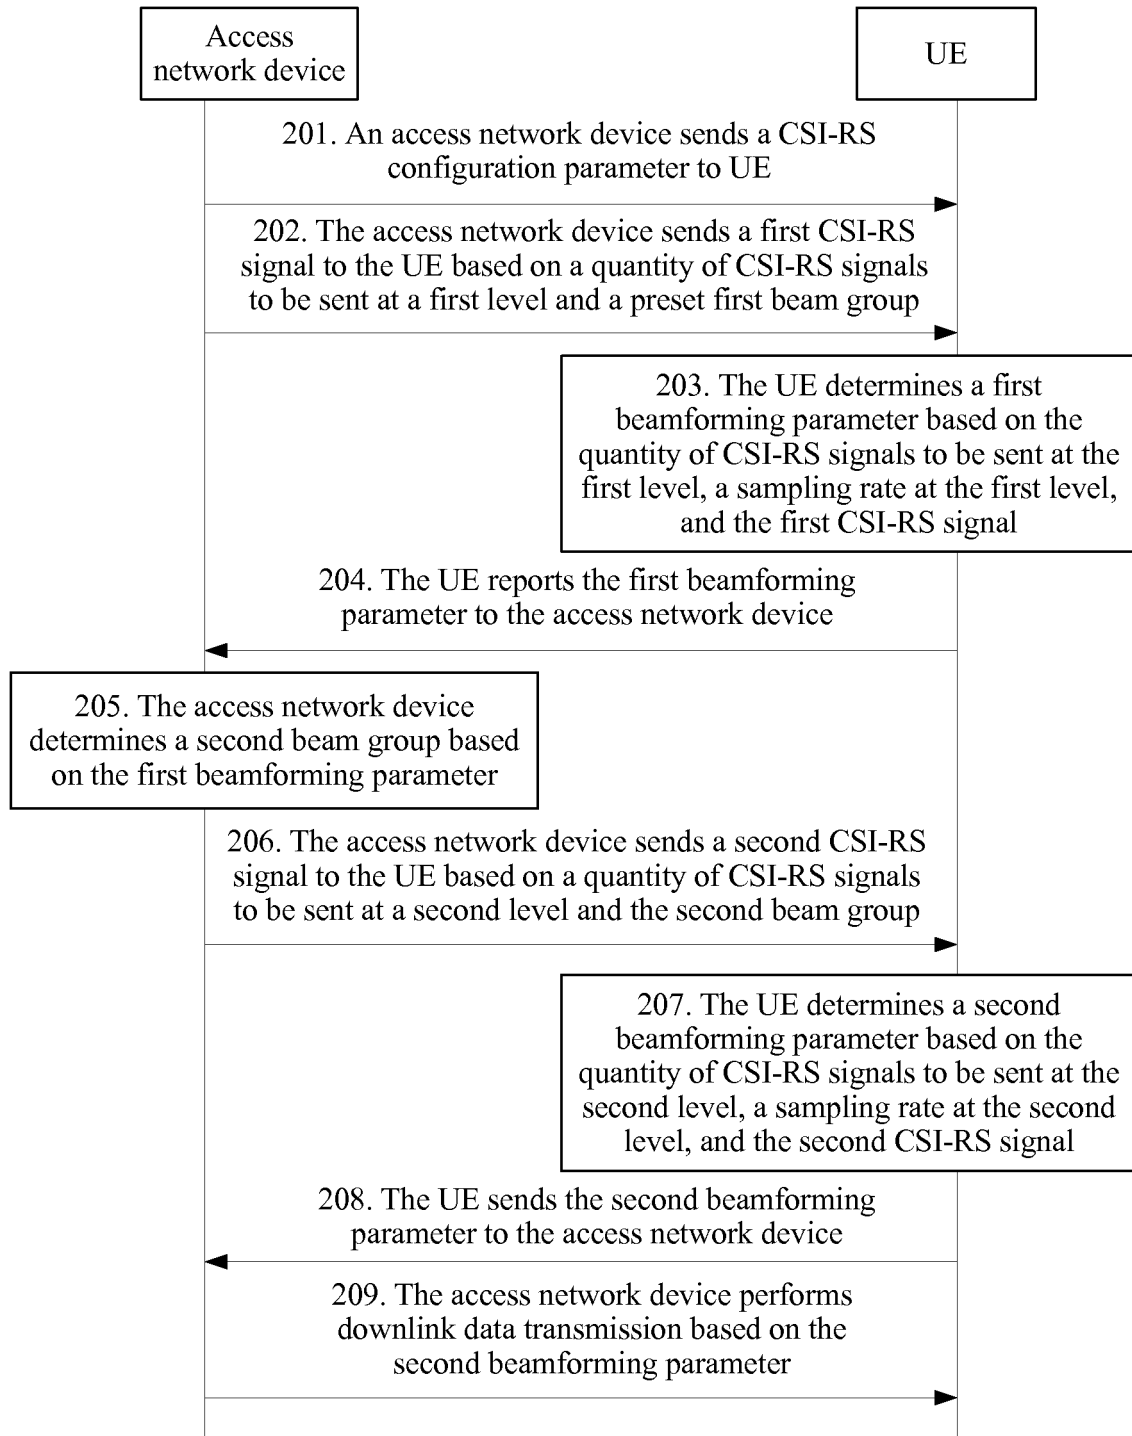 Access
network device
UE
201. An access network device sends a CSI-RS
configuration parameter to UE
202. The access network device sends a first CSI-RS
signal to the UE based on a quantity of CSI-RS signals
to be sent at a first level and a preset first beam group
203. The UE determines a first
beamforming parameter based on the
quantity of CSI-RS signals to be sent at the
first level, a sampling rate at the first level,
and the first CSI-RS signal
204. The UE reports the first beamforming
parameter to the access network device
205. The access network device
determines a second beam group based
on the first beamforming parameter
206. The access network device sends a second CSI-RS
signal to the UE based on a quantity of CSI-RS signals
to be sent at a second level and the second beam group
207. The UE determines a second
beamforming parameter based on the
quantity of CSI-RS signals to be sent at the
second level, a sampling rate at the second
level, and the second CSI-RS signal
208. The UE sends the second beamforming
parameter to the access network device
209. The access network device performs
downlink data transmission based on the
second beamforming parameter